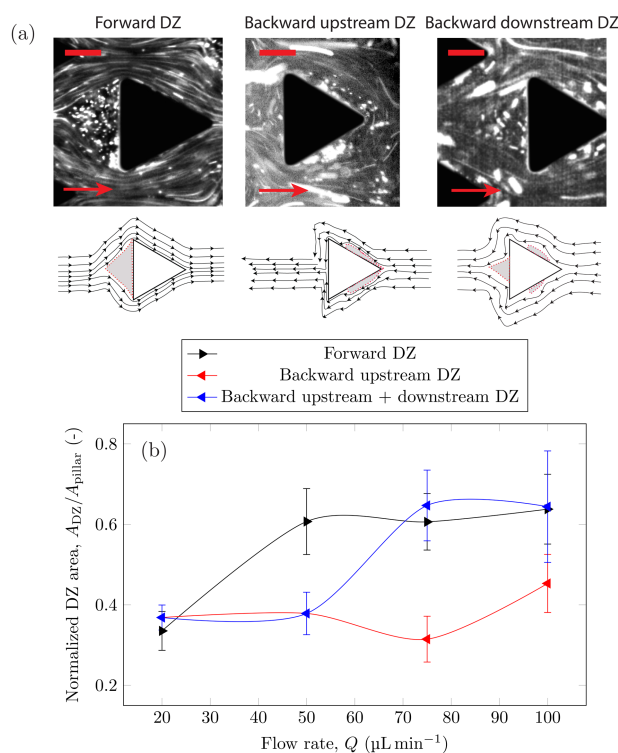 (a)
Forward DZ
Backward upstream DZ
Backward downstream DZ
Forward DZ
Backward upstream DZ
Backward upstream + downstream DZ
(b)
Normalized DZ area, A_DZ/A_pillar (-)
0.8
0.6
0.4
0.2
20 30 40 50 60 70 80 90 100
Flow rate, Q (µL min⁻¹)